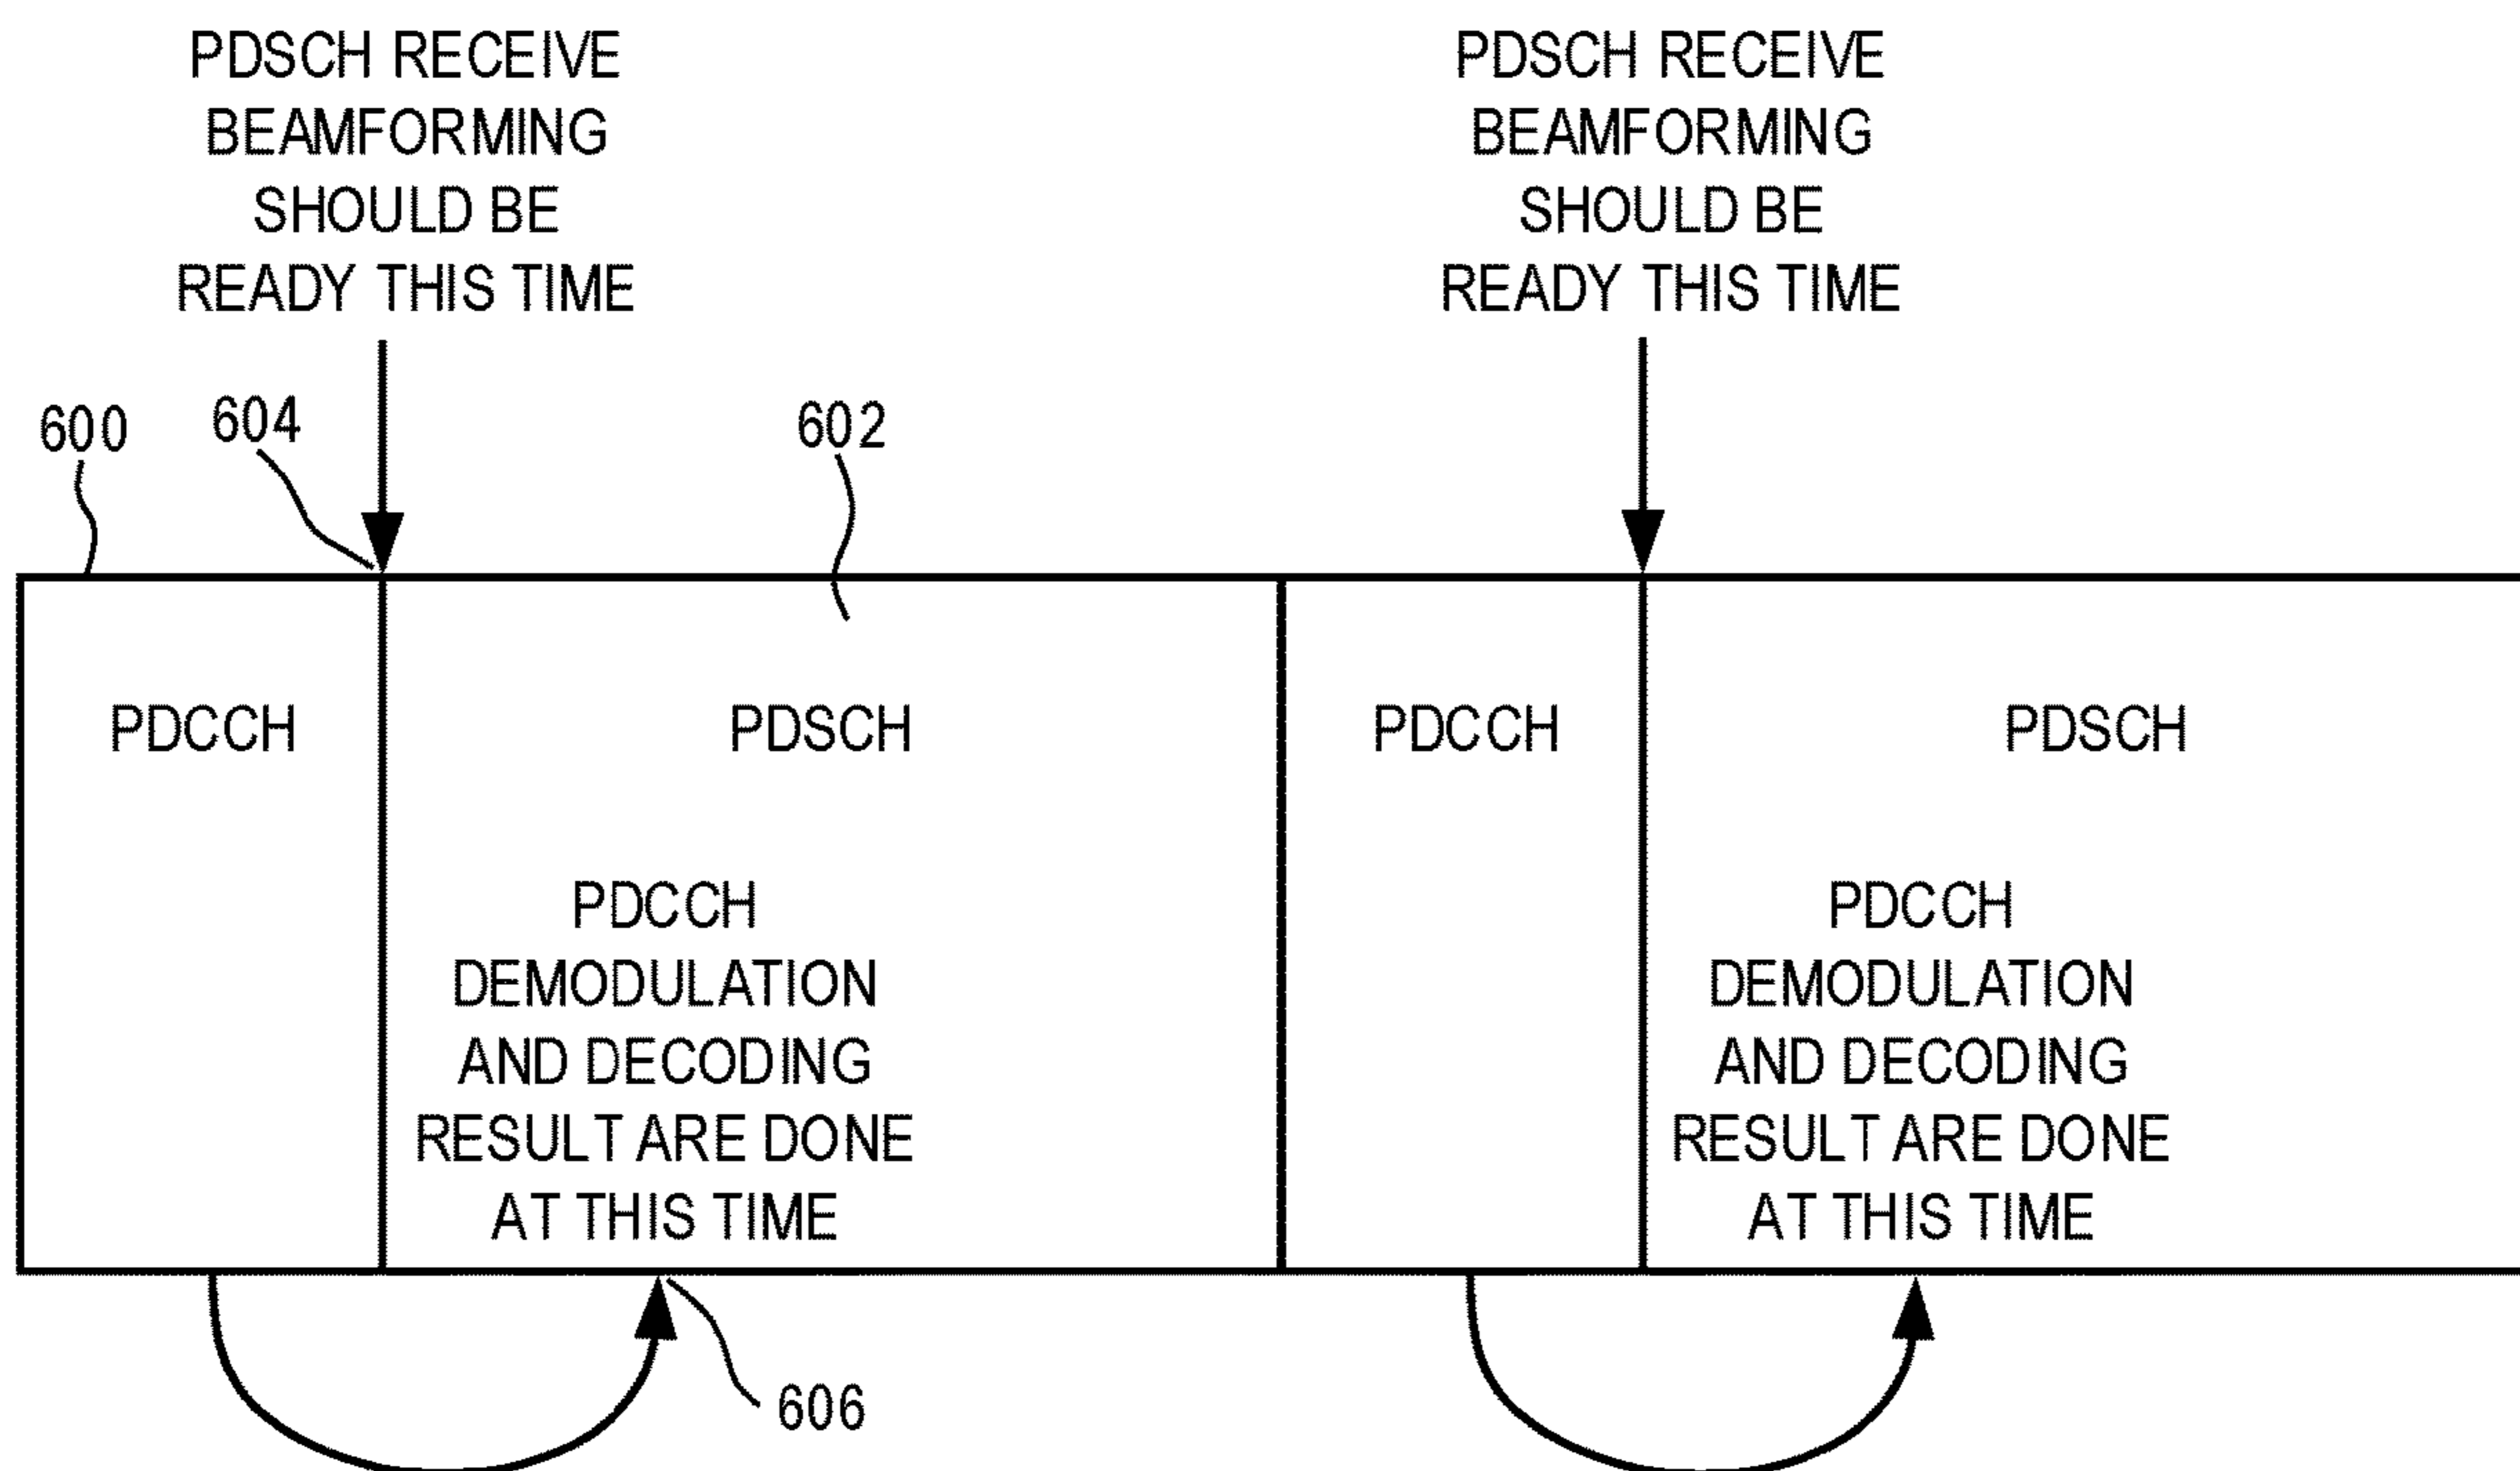 PDSCH RECEIVE
BEAMFORMING
SHOULD BE
READY THIS TIME
PDSCH RECEIVE
BEAMFORMING
SHOULD BE
READY THIS TIME
600
604
602
PDCCH
PDSCH
PDCCH
PDSCH
PDCCH
DEMODULATION
AND DECODING
RESULT ARE DONE
AT THIS TIME
PDCCH
DEMODULATION
AND DECODING
RESULT ARE DONE
AT THIS TIME
606